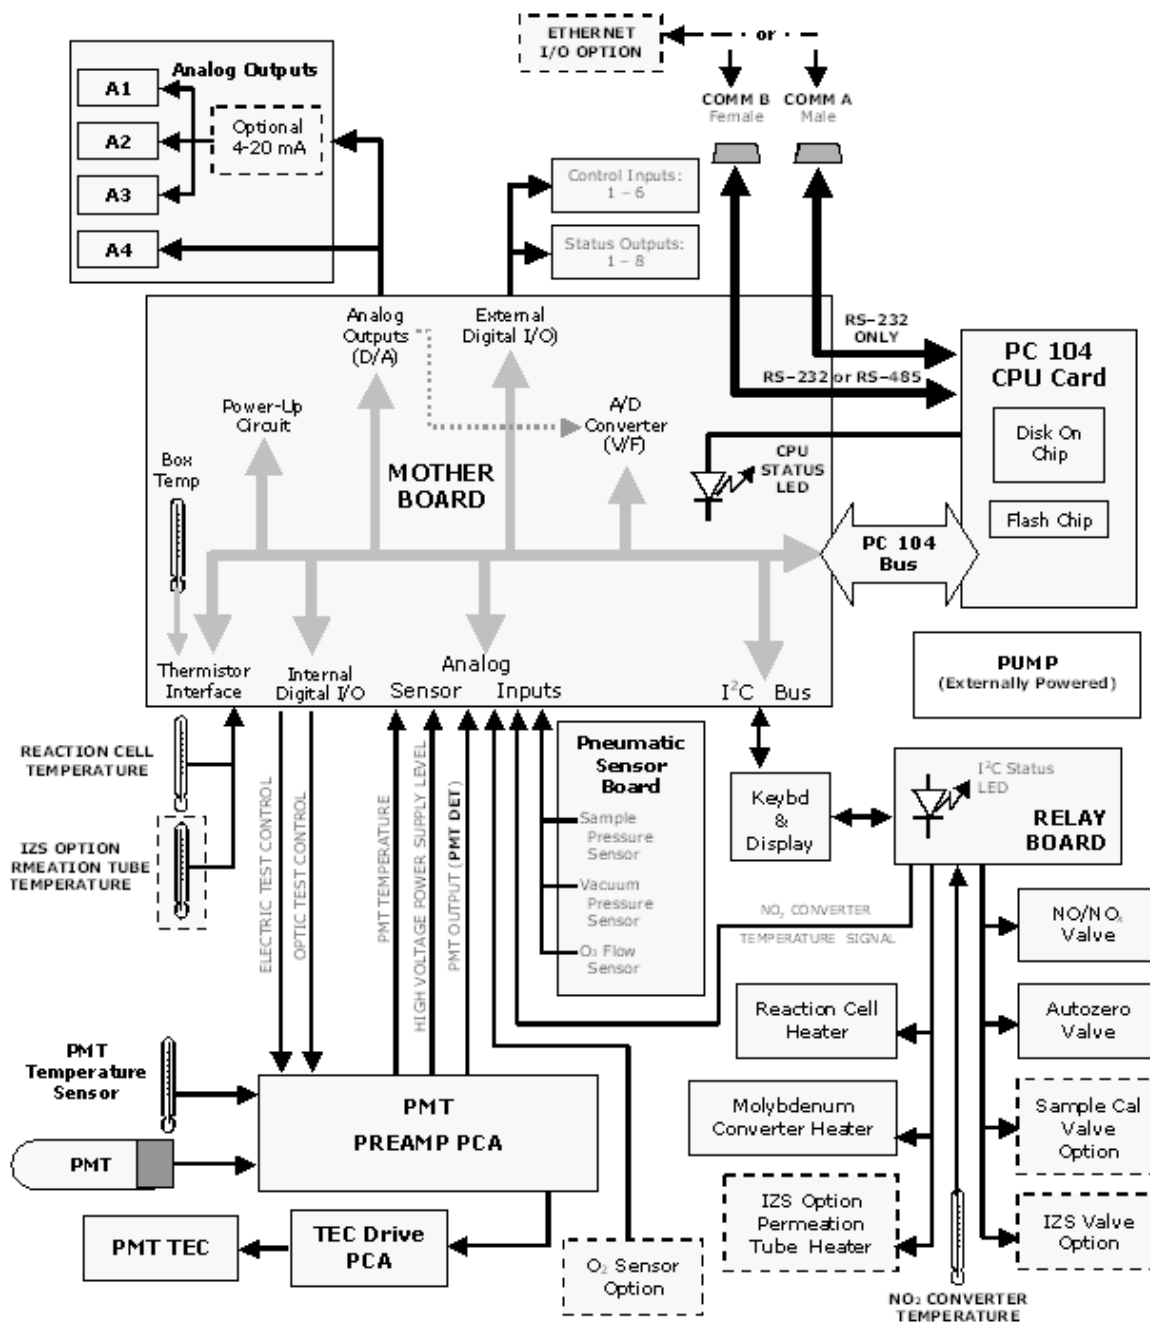 ETHERNET
I/O OPTION
or
Analog Outputs
A1
A2
A3
A4
Optional
4-20 mA
COMM B
Female
COMM A
Male
Control Inputs:
1 – 6
Status Outputs:
1 – 8
Analog
Outputs
(D/A)
External
Digital I/O)
RS–232
ONLY
RS–232 or RS–485
PC 104
CPU Card
Disk On
Chip
Flash Chip
Power-Up
Circuit
A/D
Converter
(V/F)
CPU
STATUS
LED
Box
Temp
MOTHER
BOARD
PC 104
Bus
Thermistor
Interface
Internal
Digital I/O
Analog
Sensor Inputs
I²C Bus
PUMP
(Externally Powered)
REACTION CELL
TEMPERATURE
IZS OPTION
RMEATION TUBE
TEMPERATURE
ELECTRIC TEST CONTROL
OPTIC TEST CONTROL
PMT TEMPERATURE
HIGH VOLTAGE POWER SUPPLY LEVEL
PMT OUTPUT (PMT DET)
Pneumatic
Sensor
Board
Sample
Pressure
Sensor
Vacuum
Pressure
Sensor
O₃ Flow
Sensor
Keybd
&
Display
I²C Status
LED
RELAY
BOARD
NO₂ CONVERTER
TEMPERATURE SIGNAL
NO/NOₓ
Valve
Reaction Cell
Heater
Autozero
Valve
Molybdenum
Converter Heater
Sample Cal
Valve
Option
IZS Option
Permeation
Tube Heater
IZS Valve
Option
PMT
Temperature
Sensor
PMT
PMT
PREAMP PCA
PMT TEC
TEC Drive
PCA
O₂ Sensor
Option
NO₂ CONVERTER
TEMPERATURE